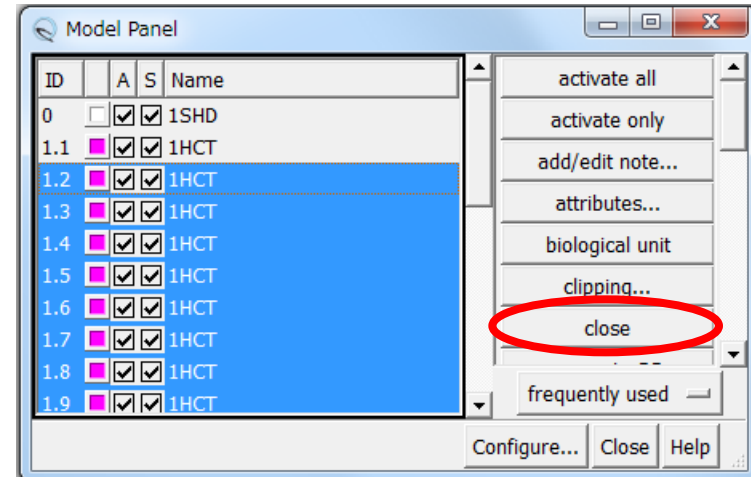 Model Panel
ID A S Name
0 1SHD
1.1 1HCT
1.2 1HCT
1.3 1HCT
1.4 1HCT
1.5 1HCT
1.6 1HCT
1.7 1HCT
1.8 1HCT
1.9 1HCT
activate all
activate only
add/edit note...
attributes...
biological unit
clipping...
close
frequently used
Configure... Close Help